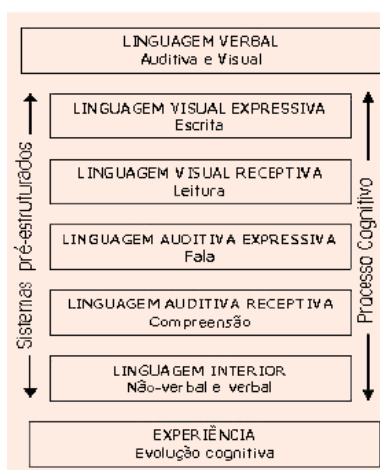 LINGUAGEM VERBAL
Auditiva e Visual
LINGUAGEM VISUAL EXPRESSIVA
Escrita
LINGUAGEM VISUAL RECEPTIVA
Leitura
LINGUAGEM AUDITIVA EXPRESSIVA
Fala
LINGUAGEM AUDITIVA RECEPTIVA
Compreensão
LINGUAGEM INTERIOR
Não-verbal e verbal
EXPERIÊNCIA
Evolução cognitiva
Sistemas pré-estruturados
Processo Cognitivo